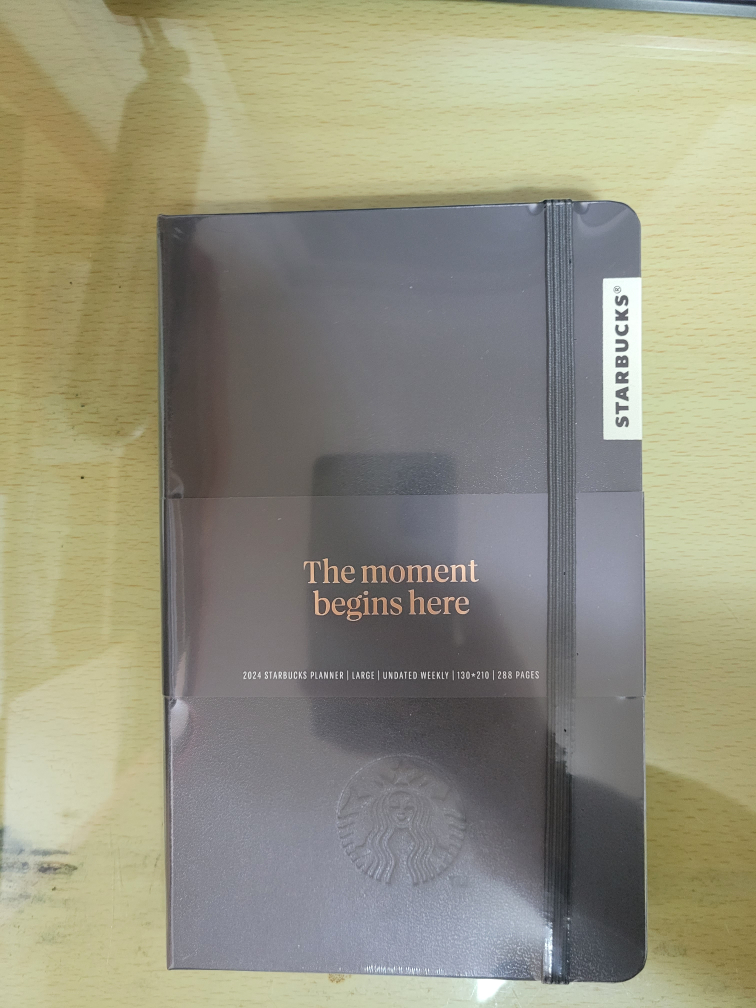 STARBUCKS®
The moment
begins here
2024 STARBUCKS PLANNER | LARGE | UNDATED WEEKLY | 130*210 | 288 PAGES